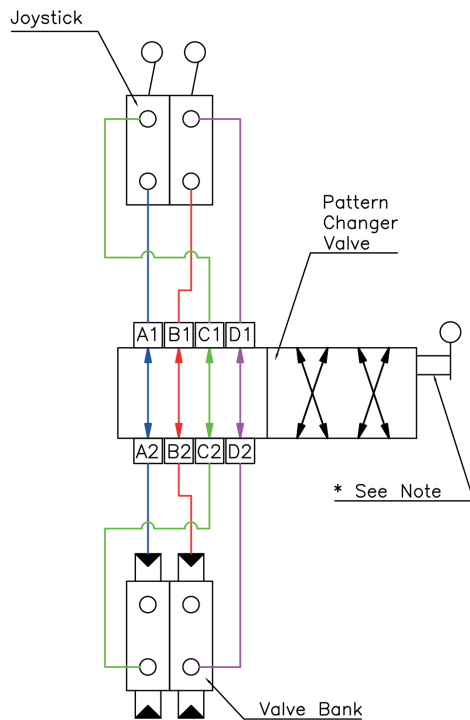 Joystick
Pattern
Changer
Valve
A1 B1 C1 D1
A2 B2 C2 D2
* See Note
Valve Bank